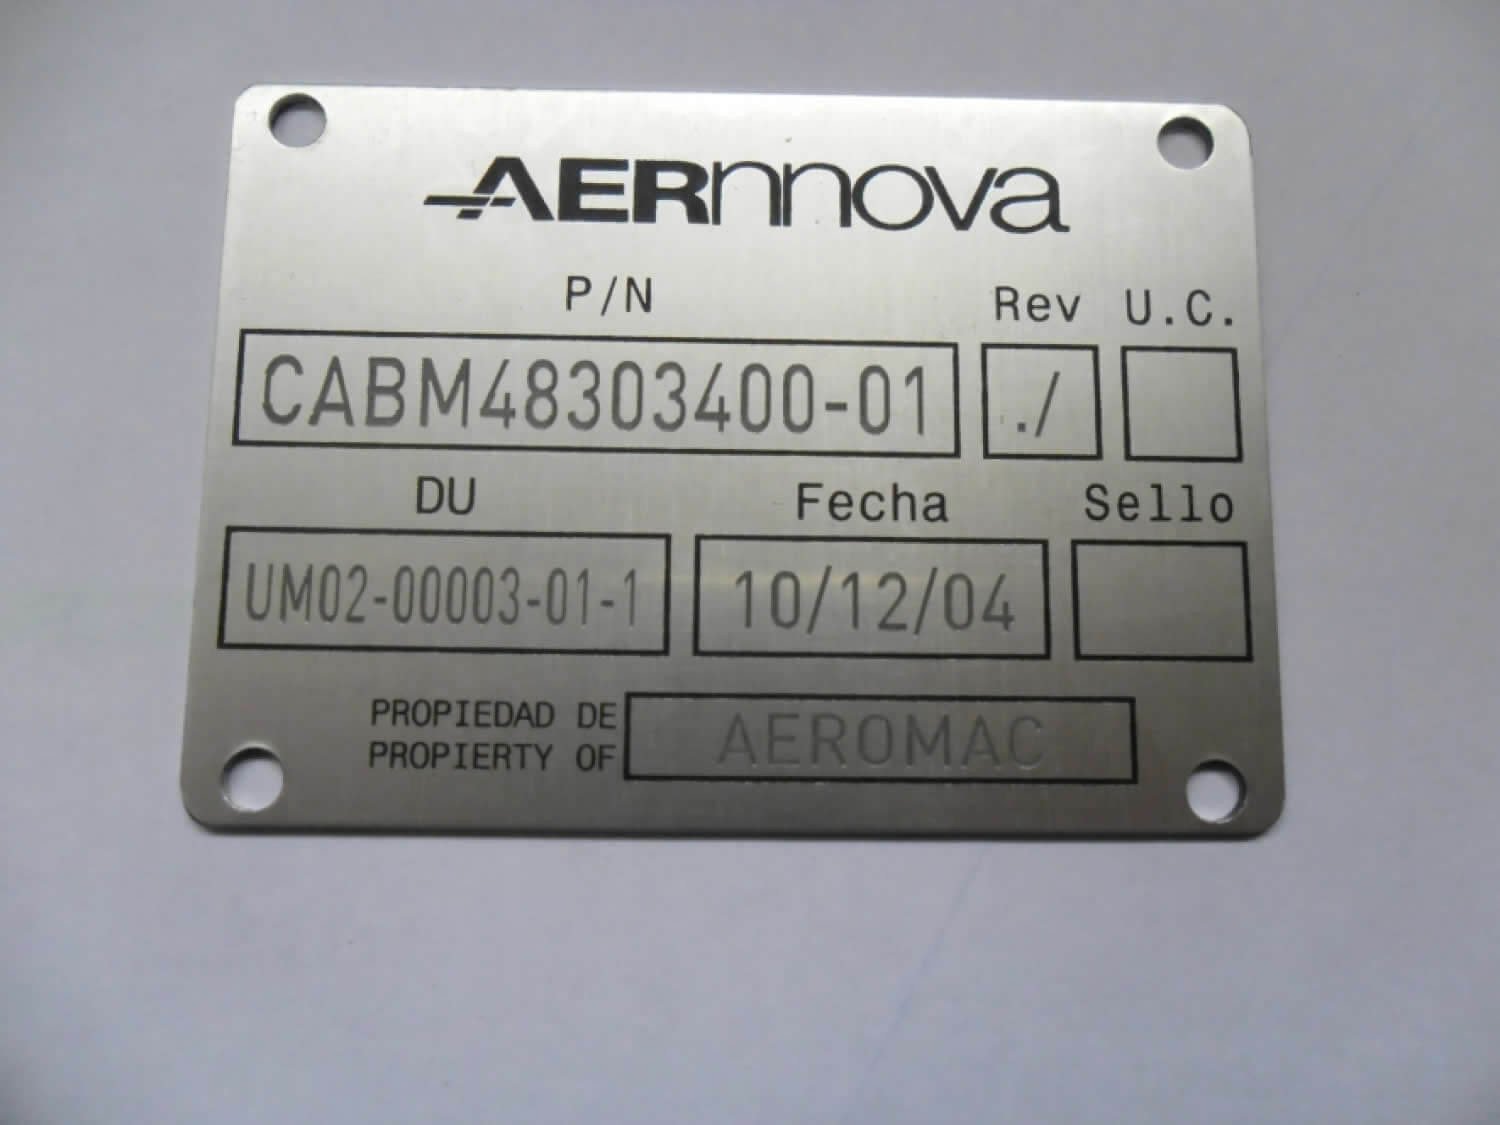 AERnnova
P/N Rev U.C.
CABM48303400-01 ./
DU Fecha Sello
UM02-00003-01-1 10/12/04
PROPIEDAD DE
PROPIERTY OF AEROMAC